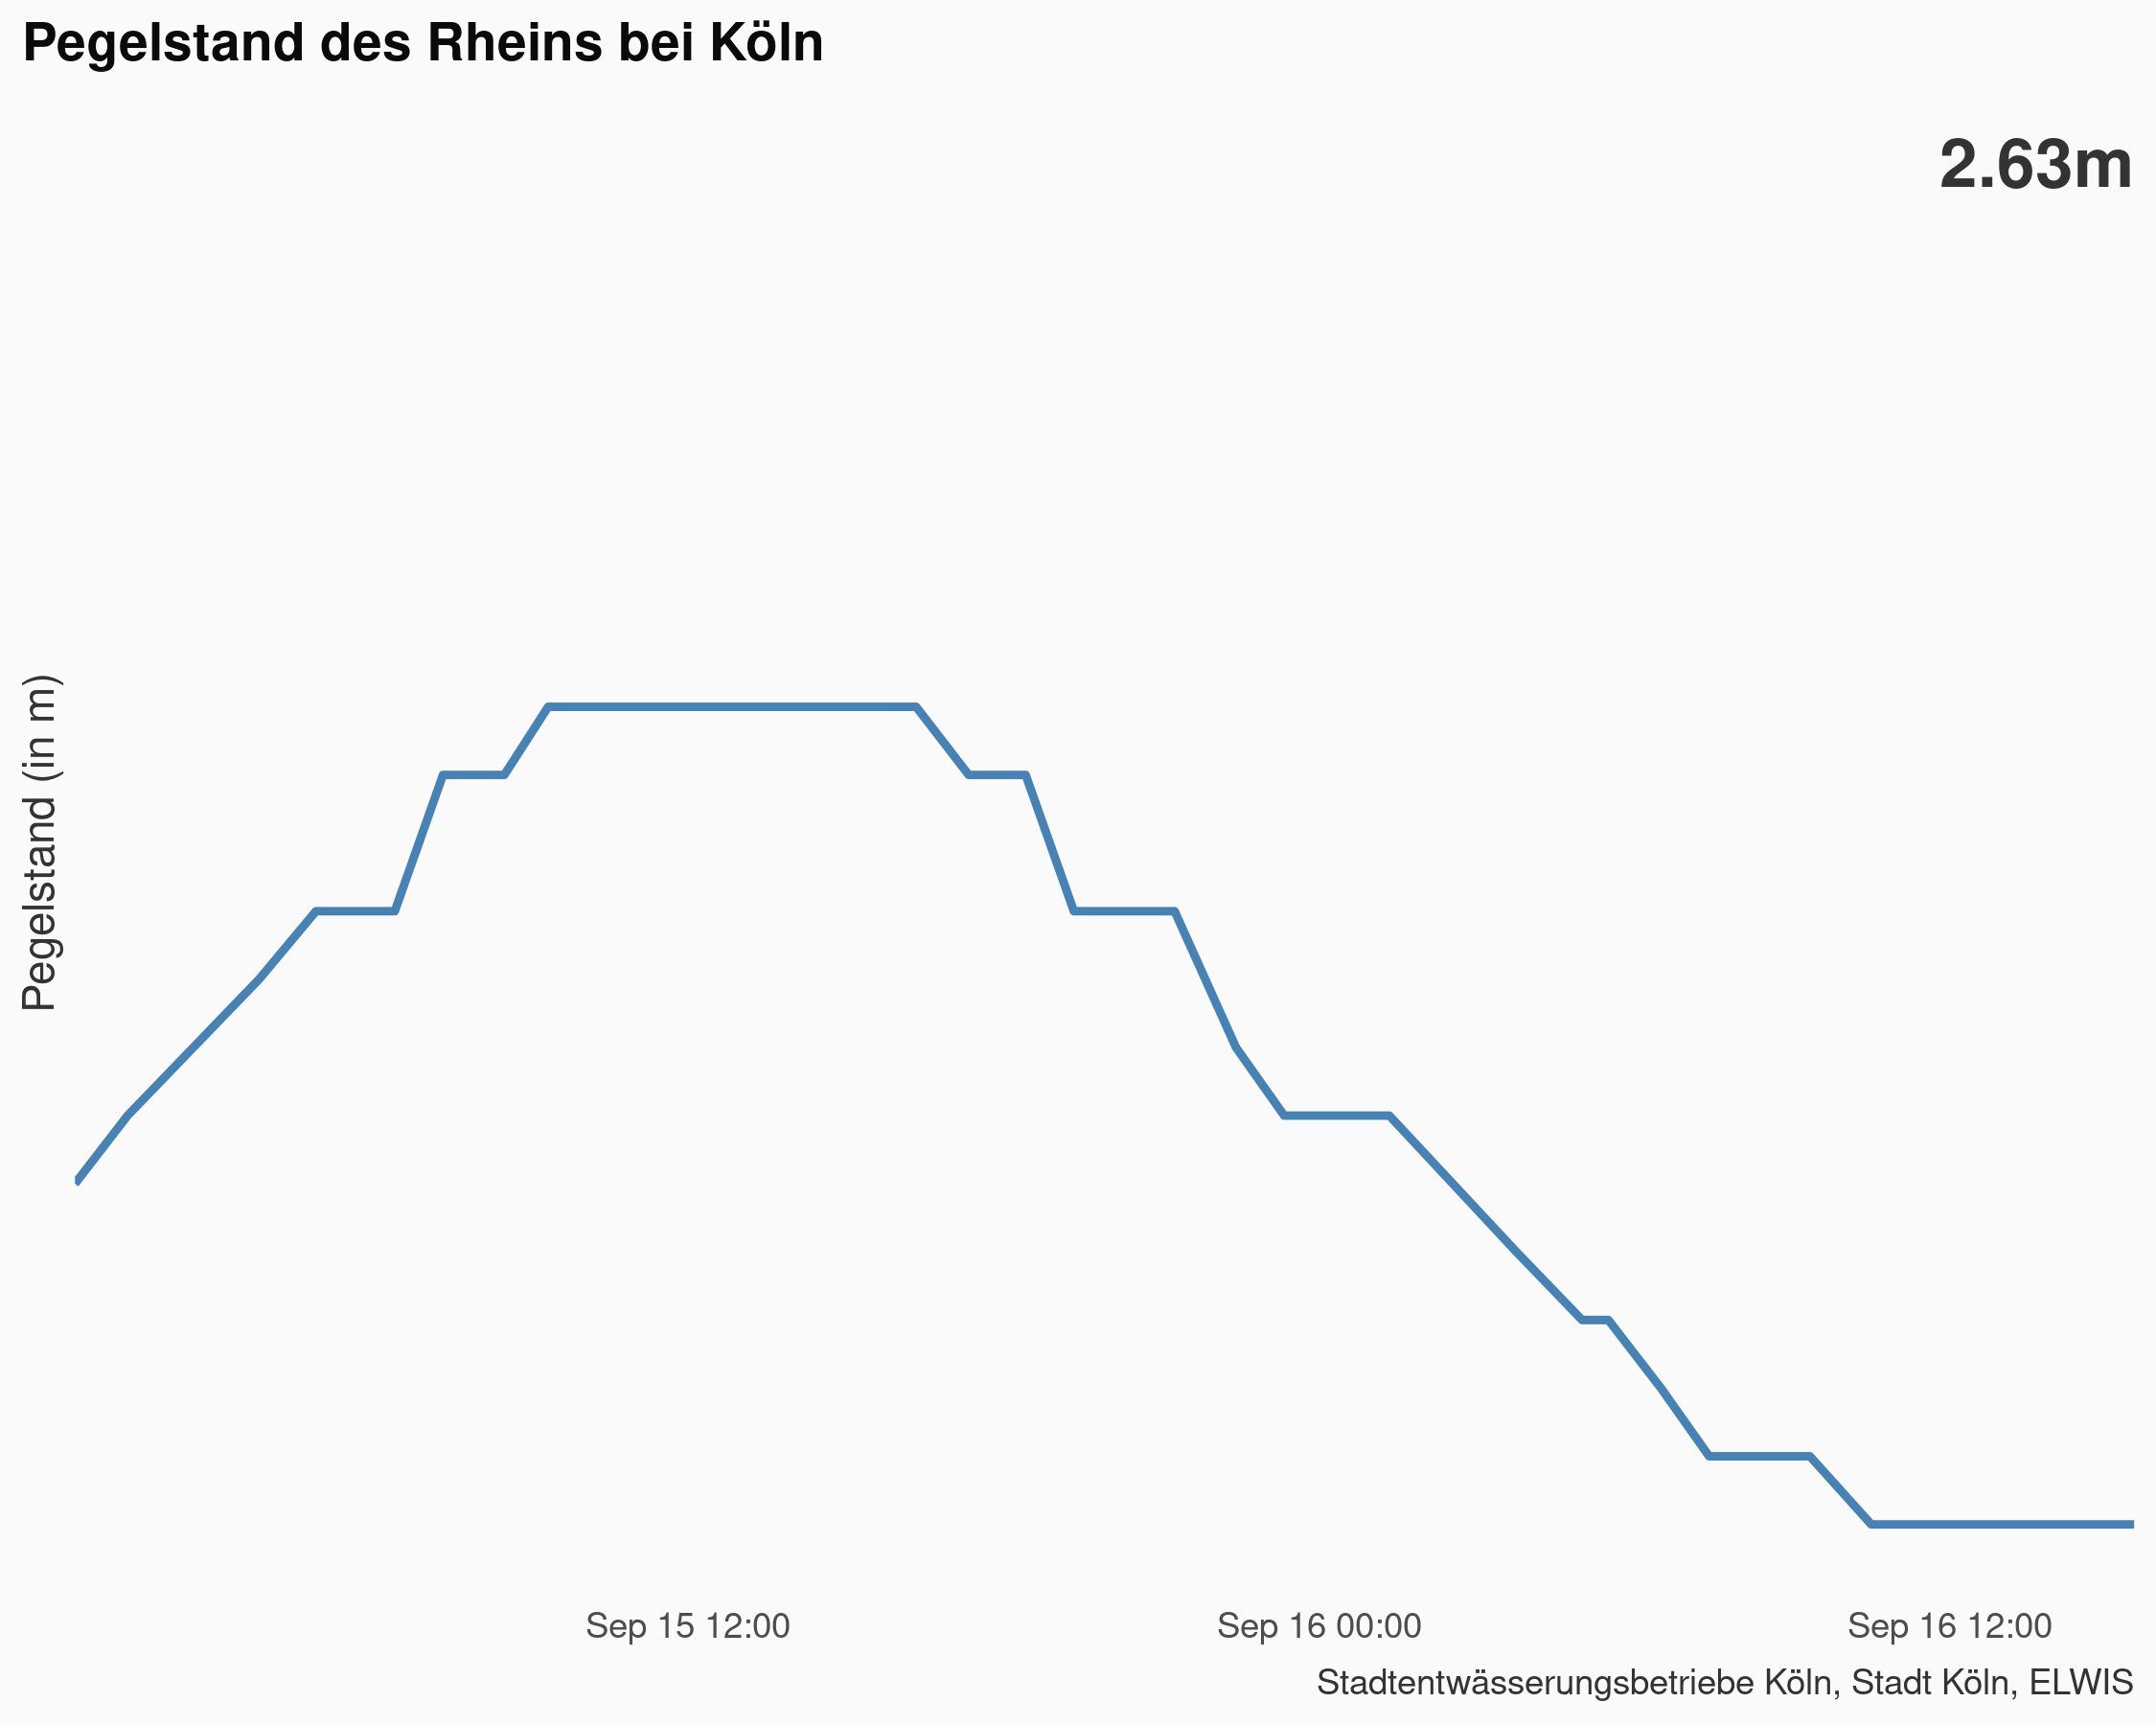 Pegelstand des Rheins bei Köln
2.63m
Pegelstand (in m)
Sep 15 12:00
Sep 16 00:00
Sep 16 12:00
Stadtentwässerungsbetriebe Köln, Stadt Köln, ELWIS